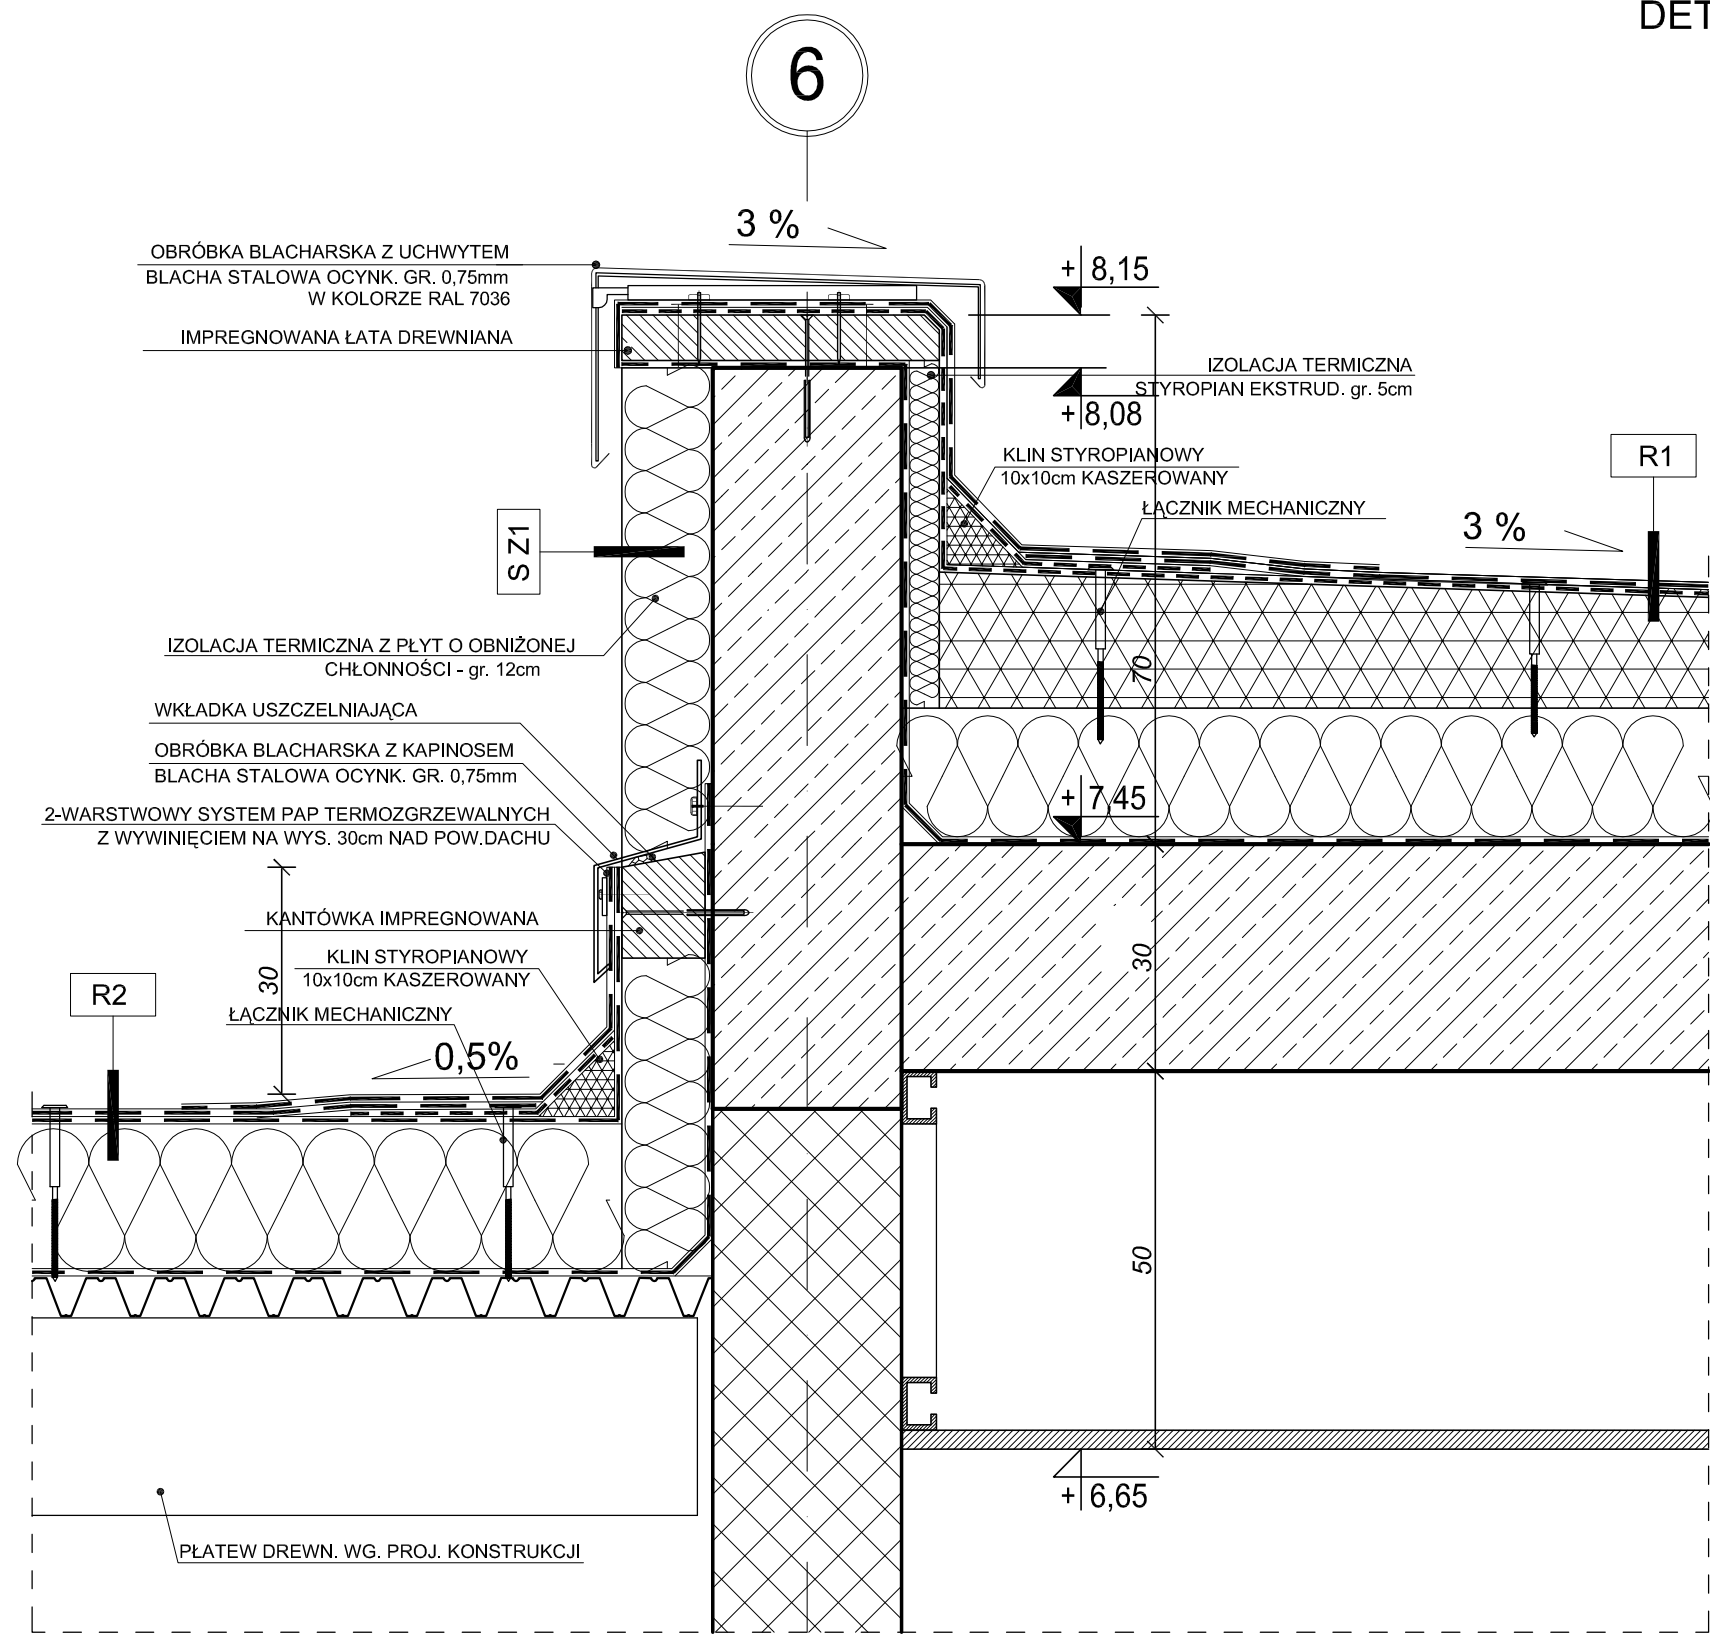 DET
6
3 %
OBRÓBKA BLACHARSKA Z UCHWYTEM
BLACHA STALOWA OCYNK. GR. 0,75mm
W KOLORZE RAL 7036
IMPREGNOWANA ŁATA DREWNIANA
+ 8,15
IZOLACJA TERMICZNA
STYROPIAN EKSTRUD. gr. 5cm
+ 8,08
KLIN STYROPIANOWY
10x10cm KASZEROWANY
ŁĄCZNIK MECHANICZNY
R1
3 %
S Z1
IZOLACJA TERMICZNA Z PŁYT O OBNIŻONEJ
CHŁONNOŚCI - gr. 12cm
70
WKŁADKA USZCZELNIAJĄCA
OBRÓBKA BLACHARSKA Z KAPINOSEM
BLACHA STALOWA OCYNK. GR. 0,75mm
2-WARSTWOWY SYSTEM PAP TERMOZGRZEWALNYCH
Z WYWINIĘCIEM NA WYS. 30cm NAD POW.DACHU
+ 7,45
KANTÓWKA IMPREGNOWANA
KLIN STYROPIANOWY
10x10cm KASZEROWANY
30
30
R2
ŁĄCZNIK MECHANICZNY
0,5%
50
+ 6,65
PŁATEW DREWN. WG. PROJ. KONSTRUKCJI